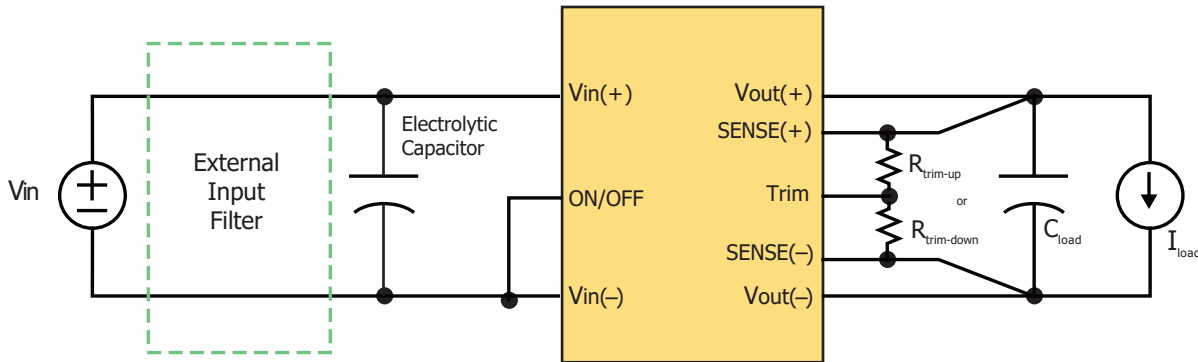 Vin
External
Input
Filter
Electrolytic
Capacitor
Vin(+)
ON/OFF
Vin(–)
Vout(+)
SENSE(+)
Trim
SENSE(–)
Vout(–)
Rtrim-up
or
Rtrim-down
Cload
Iload